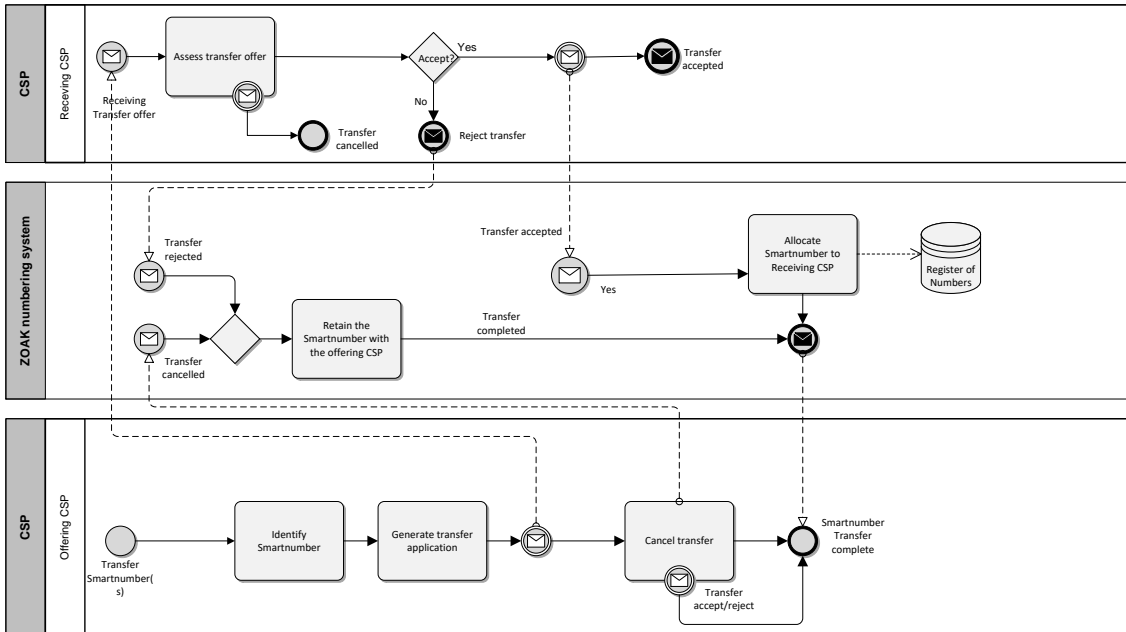 CSP
Receving CSP
Receiving
Transfer offer
Assess transfer offer
Transfer
cancelled
Accept?
Yes
No
Reject transfer
Transfer
accepted
ZOAK numbering system
Transfer
rejected
Transfer
cancelled
Retain the
Smartnumber with
the offering CSP
Transfer
completed
Transfer accepted
Yes
Allocate
Smartnumber to
Receiving CSP
Register of
Numbers
CSP
Offering CSP
Transfer
Smartnumber(
s)
Identify
Smartnumber
Generate transfer
application
Cancel transfer
Transfer
accept/reject
Smartnumber
Transfer
complete